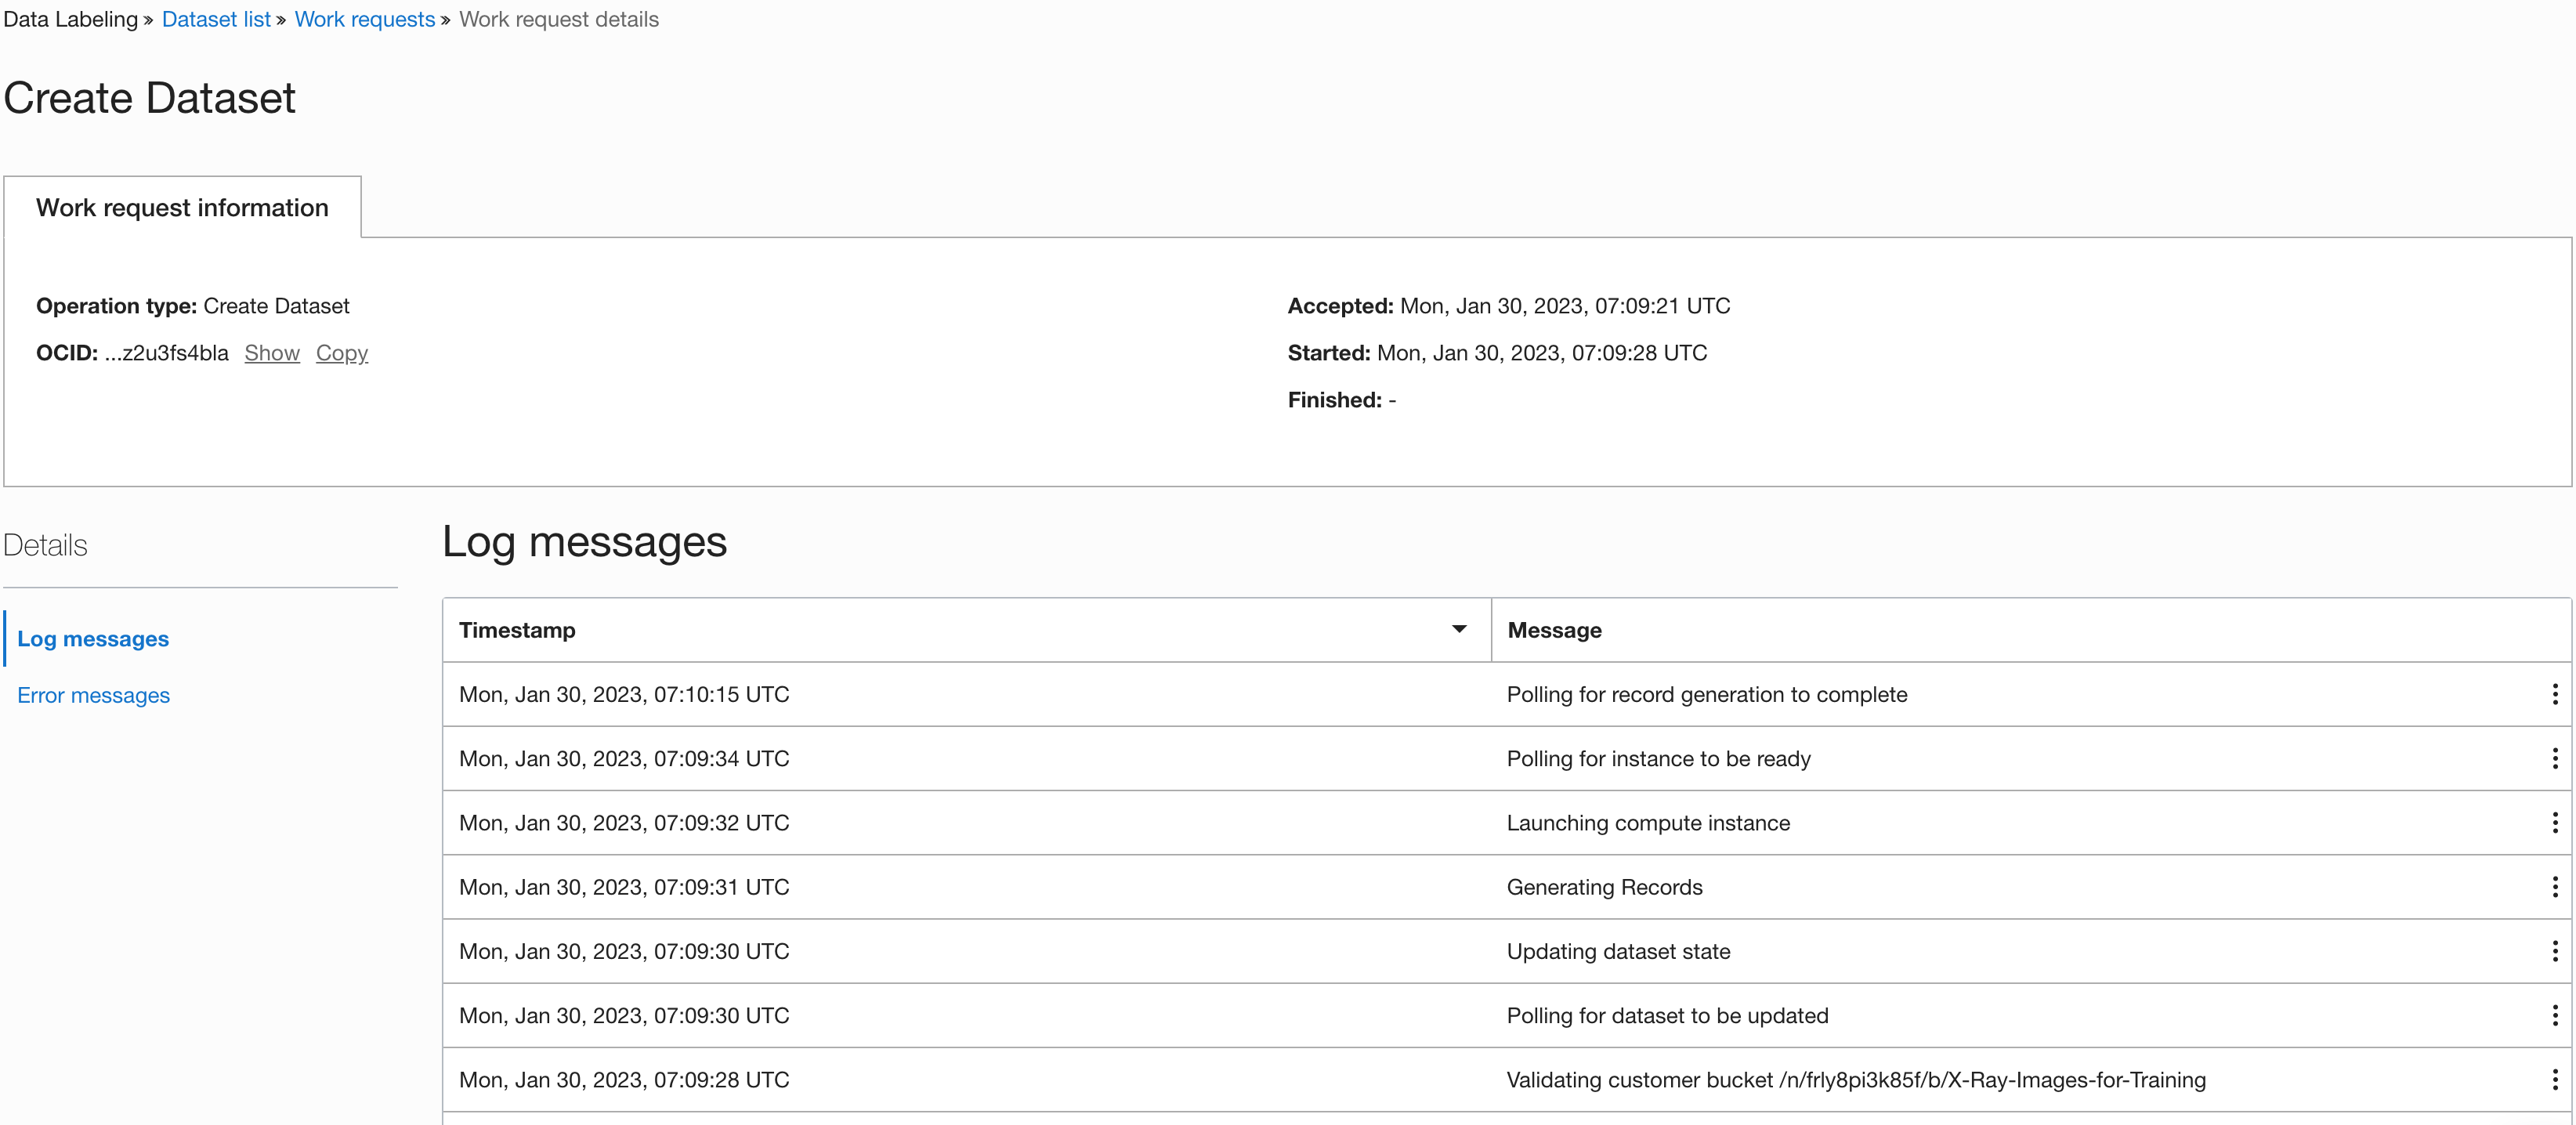 Data Labeling » Dataset list » Work requests » Work request details
Create Dataset
Work request information
Operation type: Create Dataset
OCID: ...z2u3fs4bla Show Copy
Accepted: Mon, Jan 30, 2023, 07:09:21 UTC
Started: Mon, Jan 30, 2023, 07:09:28 UTC
Finished: -
Details
Log messages
Error messages
Log messages
Timestamp Message
Mon, Jan 30, 2023, 07:10:15 UTC Polling for record generation to complete
Mon, Jan 30, 2023, 07:09:34 UTC Polling for instance to be ready
Mon, Jan 30, 2023, 07:09:32 UTC Launching compute instance
Mon, Jan 30, 2023, 07:09:31 UTC Generating Records
Mon, Jan 30, 2023, 07:09:30 UTC Updating dataset state
Mon, Jan 30, 2023, 07:09:30 UTC Polling for dataset to be updated
Mon, Jan 30, 2023, 07:09:28 UTC Validating customer bucket /n/frly8pi3k85f/b/X-Ray-Images-for-Training